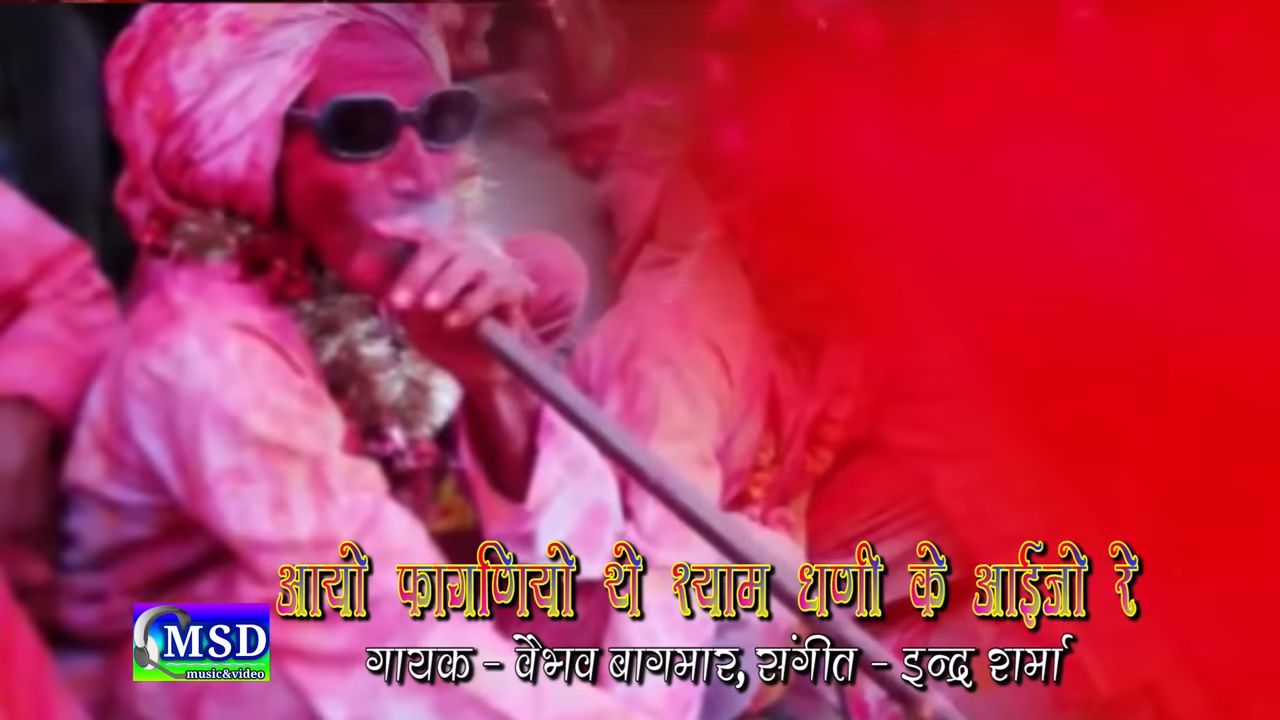 आयो फागणियो थे श्याम धणी के आईजो रे
गायक - वैभव बागमार, संगीत - इन्द्र शर्मा
MSD
music&video